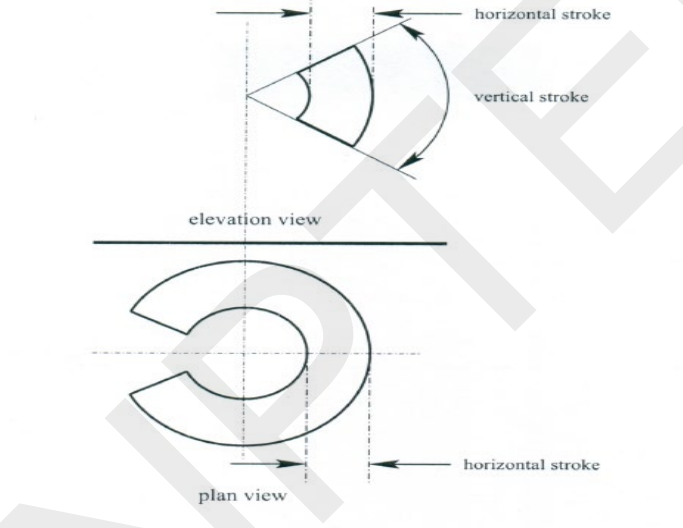 horizontal stroke
vertical stroke
elevation view
horizontal stroke
plan view